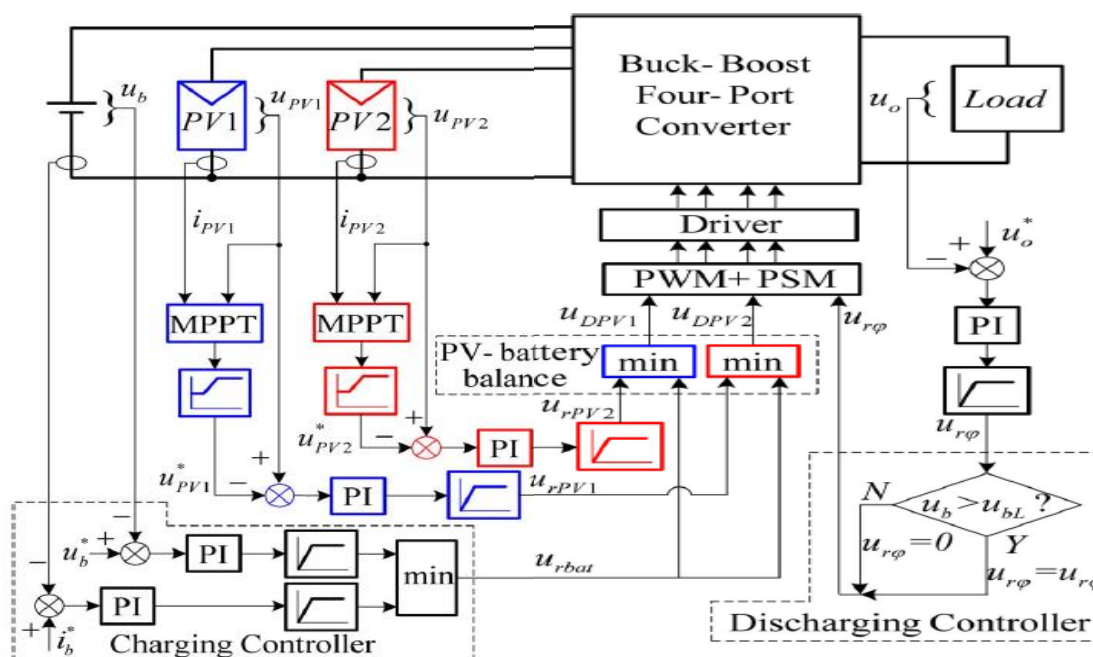 u_b
PV1
u_PV1
PV2
u_PV2
Buck-Boost
Four-Port
Converter
u_o
Load
i_PV1
i_PV2
Driver
u_o^*
+
−
PWM+PSM
MPPT
MPPT
u_DPV1
u_DPV2
u_rφ
PI
PV-battery
balance
min
min
u_rPV2
+
u_PV2^*
−
PI
u_rφ
+
u_PV1^*
−
PI
u_rPV1
N
u_b>u_bL ?
−
+
u_b^*
PI
u_rφ=0
Y
−
min
u_rbat
u_rφ=u_rφ
PI
+
i_b^*
Charging Controller
Discharging Controller